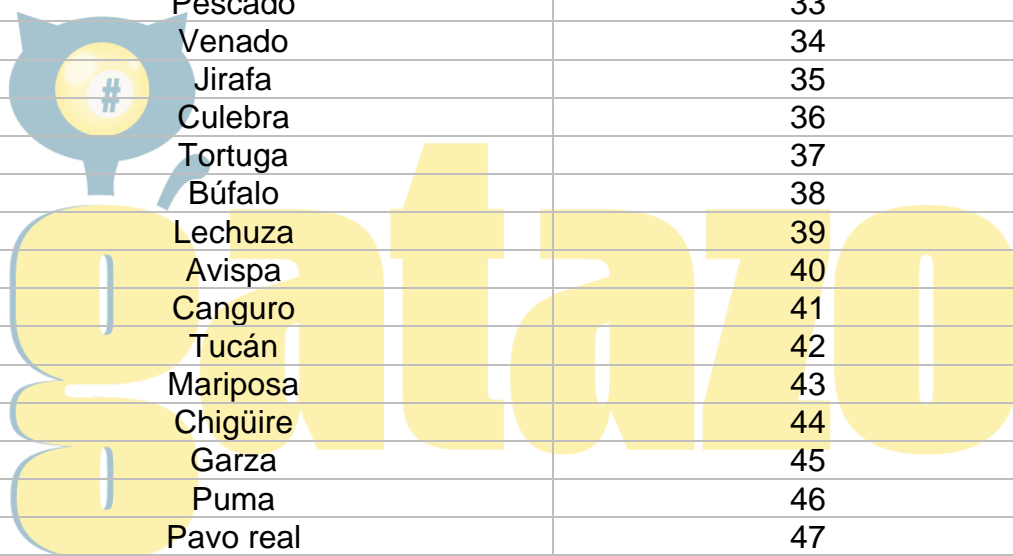 Pescado 33
Venado 34
Jirafa 35
Culebra 36
Tortuga 37
Búfalo 38
Lechuza 39
Avispa 40
Canguro 41
Tucán 42
Mariposa 43
Chigüire 44
Garza 45
Puma 46
Pavo real 47
#
gatazo